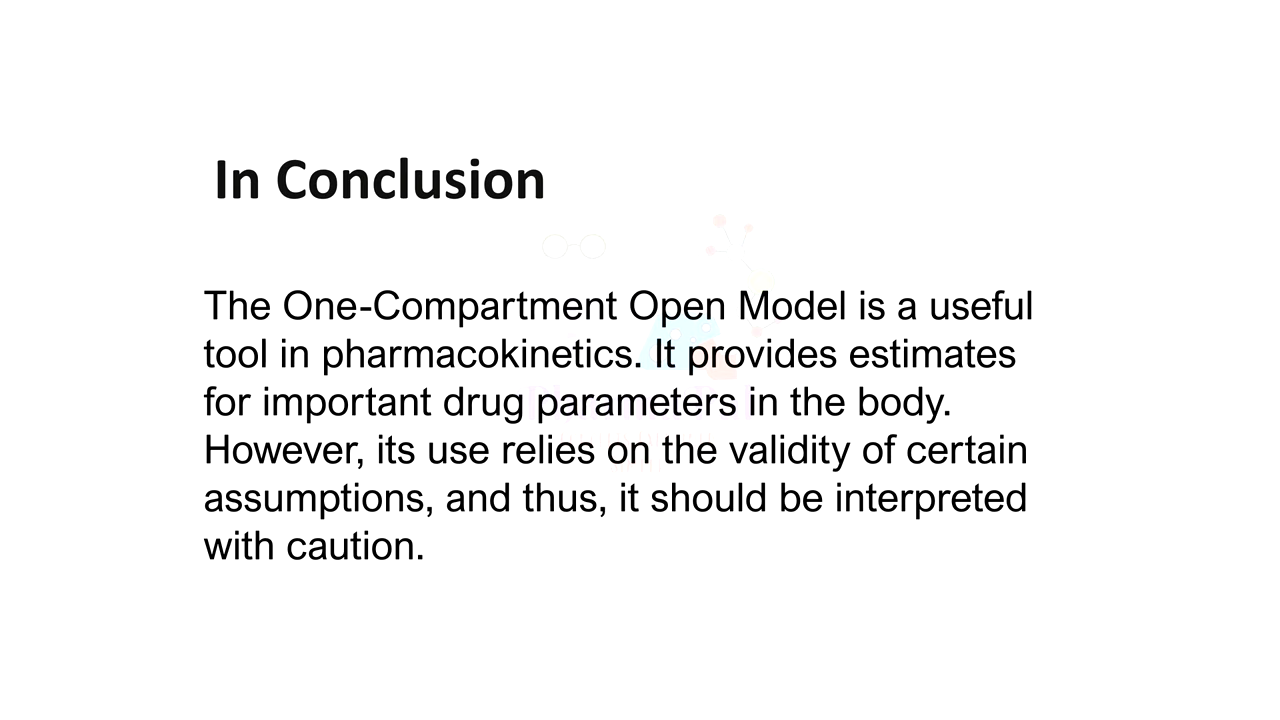 In Conclusion
The One-Compartment Open Model is a useful
tool in pharmacokinetics. It provides estimates
for important drug parameters in the body.
However, its use relies on the validity of certain
assumptions, and thus, it should be interpreted
with caution.